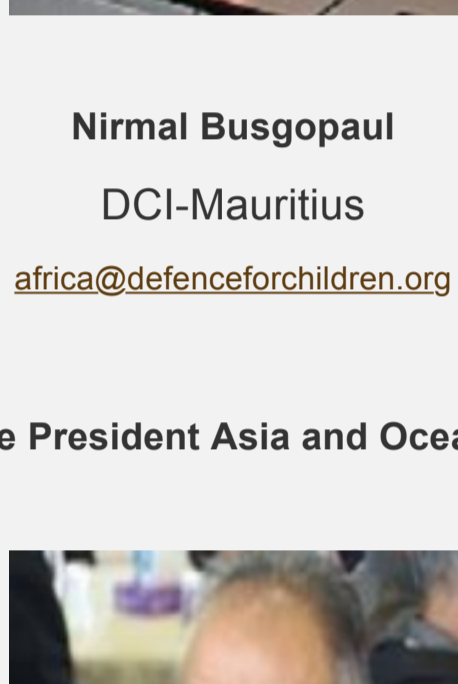 Nirmal Busgopaul
DCI-Mauritius
africa@defenceforchildren.org
e President Asia and Ocea